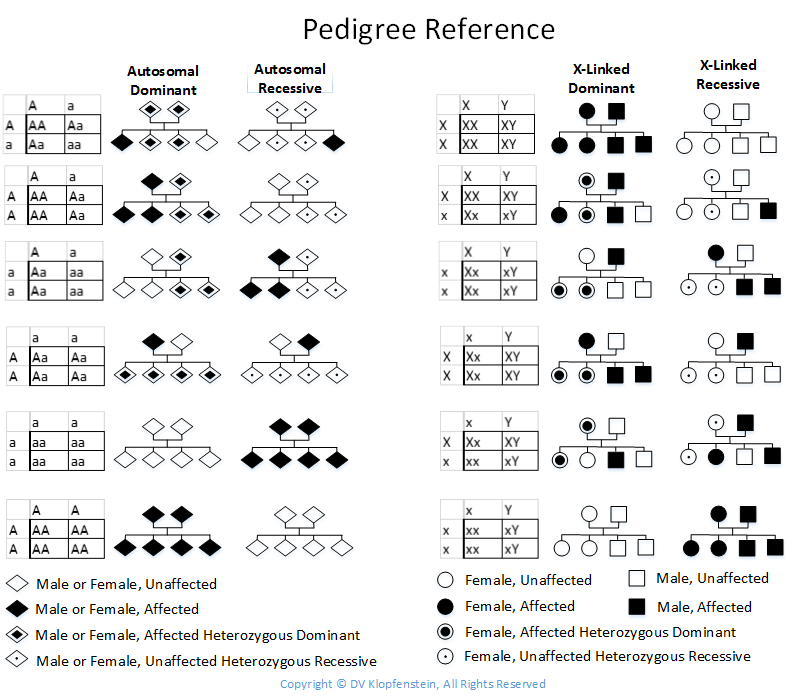 Pedigree Reference
Autosomal Dominant
Autosomal Recessive
X-Linked Dominant
X-Linked Recessive
A a
A AA Aa
a Aa aa
X Y
X XX XY
X XX XY
A a
A AA Aa
A AA Aa
X Y
X XX XY
x Xx xY
A a
a Aa aa
a Aa aa
X Y
x Xx xY
x Xx xY
a a
A Aa Aa
A Aa Aa
x Y
X Xx XY
X Xx XY
a a
a aa aa
a aa aa
x Y
X Xx XY
x xx xY
A A
A AA AA
A AA AA
x Y
x xx xY
x xx xY
Male or Female, Unaffected
Male or Female, Affected
Male or Female, Affected Heterozygous Dominant
Male or Female, Unaffected Heterozygous Recessive
Female, Unaffected
Male, Unaffected
Female, Affected
Male, Affected
Female, Affected Heterozygous Dominant
Female, Unaffected Heterozygous Recessive
Copyright © DV Klopfenstein, All Rights Reserved